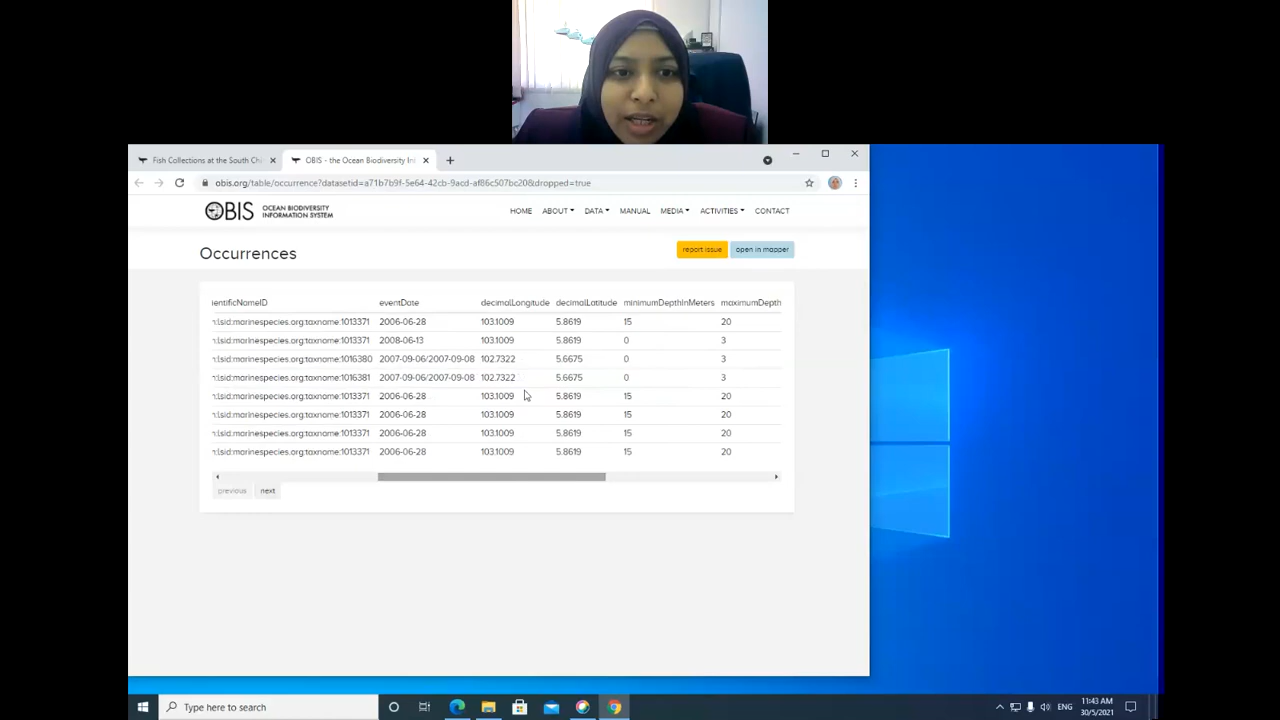 Fish Collections at the South Chi
OBIS - the Ocean Biodiversity In
obis.org/table/occurrence?datasetid=a71b7b9f-5e64-42cb-9acd-af86c507bc20&dropped=true
OBIS OCEAN BIODIVERSITY INFORMATION SYSTEM
HOME ABOUT DATA MANUAL MEDIA ACTIVITIES CONTACT
Occurrences
report issue open in mapper
ientificNameID eventDate decimalLongitude decimalLatitude minimumDepthInMeters maximumDepth
n:lsid:marinespecies.org:taxname:1013371 2006-06-28 103.1009 5.8619 15 20
n:lsid:marinespecies.org:taxname:1013371 2008-06-13 103.1009 5.8619 0 3
n:lsid:marinespecies.org:taxname:1016380 2007-09-06/2007-09-08 102.7322 5.6675 0 3
n:lsid:marinespecies.org:taxname:1016381 2007-09-06/2007-09-08 102.7322 5.6675 0 3
n:lsid:marinespecies.org:taxname:1013371 2006-06-28 103.1009 5.8619 15 20
n:lsid:marinespecies.org:taxname:1013371 2006-06-28 103.1009 5.8619 15 20
n:lsid:marinespecies.org:taxname:1013371 2006-06-28 103.1009 5.8619 15 20
n:lsid:marinespecies.org:taxname:1013371 2006-06-28 103.1009 5.8619 15 20
previous next
Type here to search
ENG
11:43 AM
30/5/2021